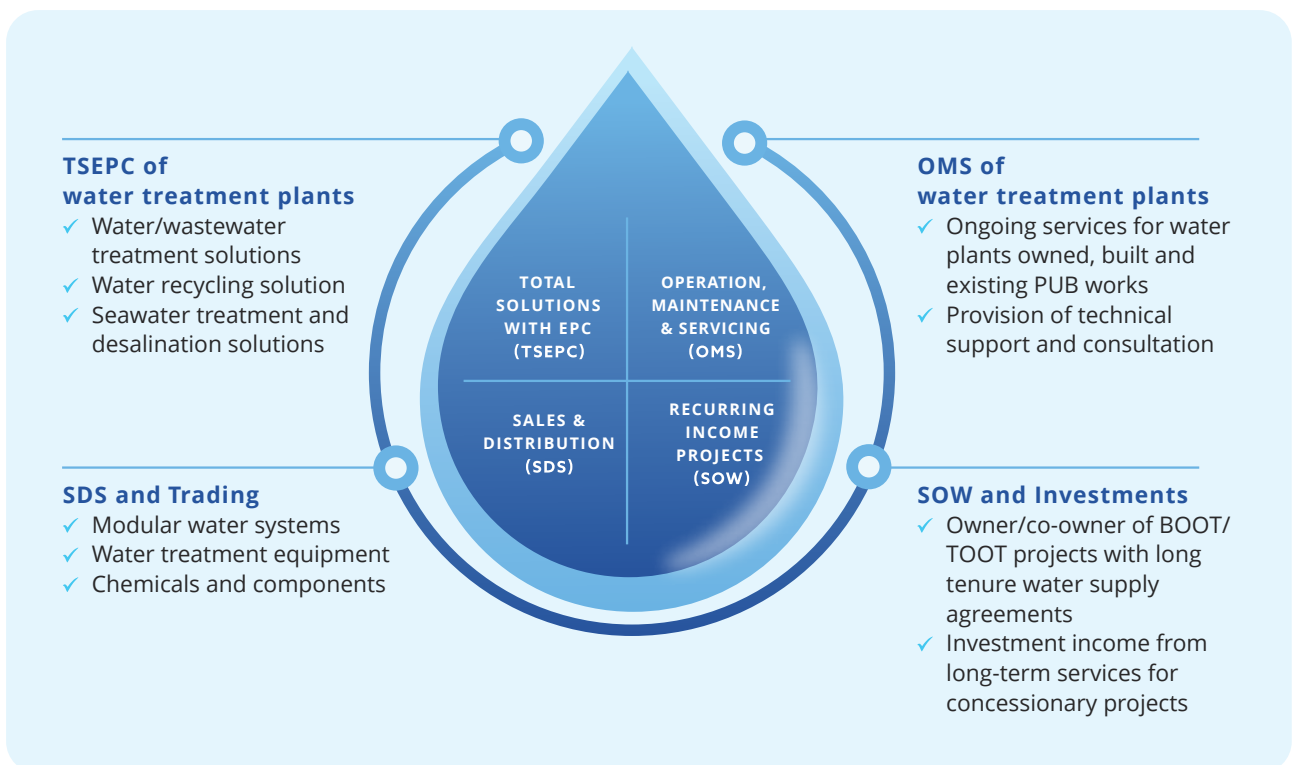 TSEPC of
water treatment plants
Water/wastewater
treatment solutions
Water recycling solution
Seawater treatment and
desalination solutions
SDS and Trading
Modular water systems
Water treatment equipment
Chemicals and components
TOTAL
SOLUTIONS
WITH EPC
(TSEPC)
OPERATION,
MAINTENANCE
& SERVICING
(OMS)
SALES &
DISTRIBUTION
(SDS)
RECURRING
INCOME
PROJECTS
(SOW)
OMS of
water treatment plants
Ongoing services for water
plants owned, built and
existing PUB works
Provision of technical
support and consultation
SOW and Investments
Owner/co-owner of BOOT/
TOOT projects with long
tenure water supply
agreements
Investment income from
long-term services for
concessionary projects